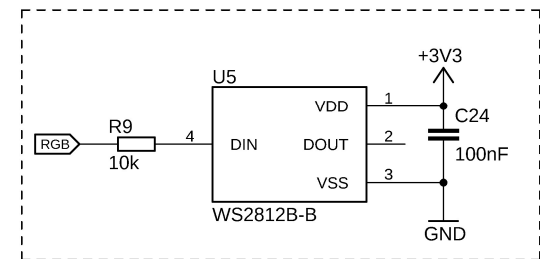 +3V3
U5
VDD
1
C24
R9
RGB
4
DIN
DOUT
2
10k
100nF
VSS
3
WS2812B-B
GND